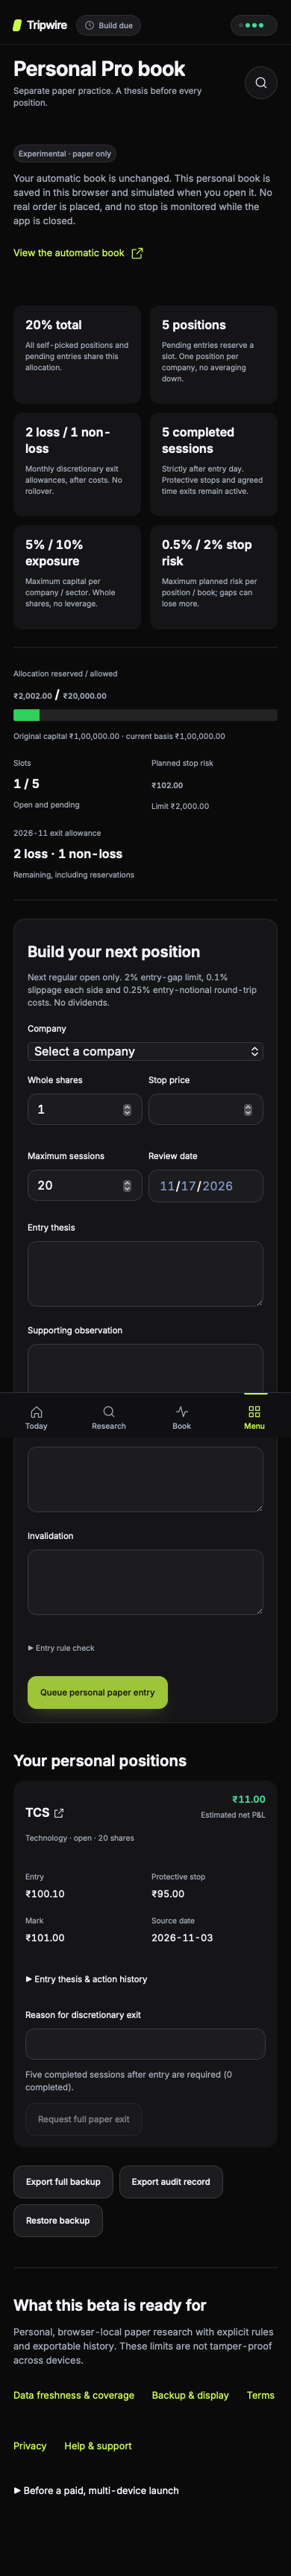 Tripwire
Build due
Personal Pro book
Separate paper practice. A thesis before every
position.
Experimental · paper only
Your automatic book is unchanged. This personal book is
saved in this browser and simulated when you open it. No
real order is placed, and no stop is monitored while the
app is closed.
View the automatic book
20% total
All self-picked positions and
pending entries share this
allocation.
5 positions
Pending entries reserve a
slot. One position per
company, no averaging
down.
2 loss / 1 non-
loss
Monthly discretionary exit
allowances, after costs. No
rollover.
5 completed
sessions
Strictly after entry day.
Protective stops and agreed
time exits remain active.
5% / 10%
exposure
Maximum capital per
company / sector. Whole
shares, no leverage.
0.5% / 2% stop
risk
Maximum planned risk per
position / book; gaps can
lose more.
Allocation reserved / allowed
₹2,002.00 / ₹20,000.00
Original capital ₹1,00,000.00 · current basis ₹1,00,000.00
Slots
1 / 5
Open and pending
Planned stop risk
₹102.00
Limit ₹2,000.00
2026-11 exit allowance
2 loss · 1 non-loss
Remaining, including reservations
Build your next position
Next regular open only. 2% entry-gap limit, 0.1%
slippage each side and 0.25% entry-notional round-trip
costs. No dividends.
Company
Select a company
Whole shares
1
Stop price
Maximum sessions
20
Review date
11/17/2026
Entry thesis
Supporting observation
Today
Research
Book
Menu
Invalidation
Entry rule check
Queue personal paper entry
Your personal positions
TCS
₹11.00
Estimated net P&L
Technology · open · 20 shares
Entry
₹100.10
Protective stop
₹95.00
Mark
₹101.00
Source date
2026-11-03
Entry thesis & action history
Reason for discretionary exit
Five completed sessions after entry are required (0
completed).
Request full paper exit
Export full backup
Export audit record
Restore backup
What this beta is ready for
Personal, browser-local paper research with explicit rules
and exportable history. These limits are not tamper-proof
across devices.
Data freshness & coverage
Backup & display
Terms
Privacy
Help & support
Before a paid, multi-device launch